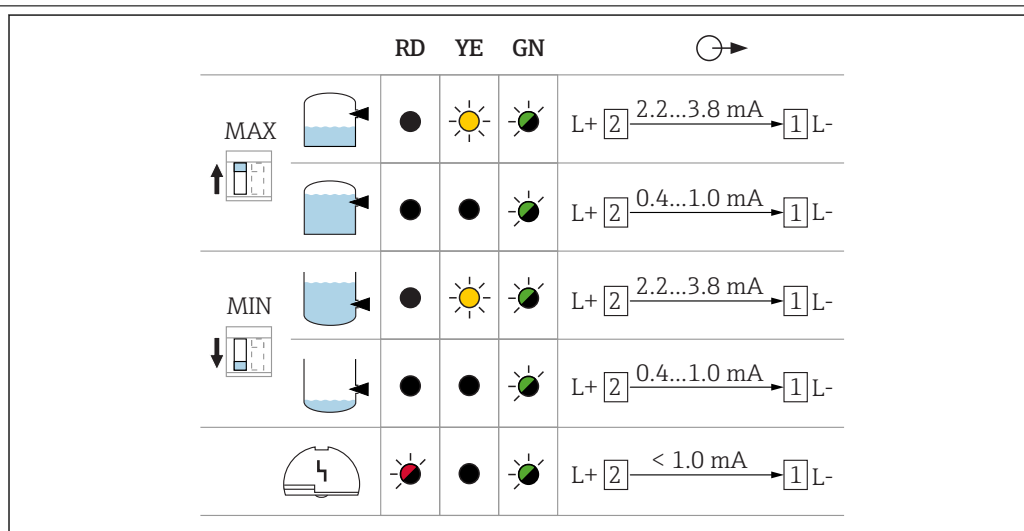 RD YE GN
MAX
L+ 2 2.2...3.8 mA 1 L-
L+ 2 0.4...1.0 mA 1 L-
MIN
L+ 2 2.2...3.8 mA 1 L-
L+ 2 0.4...1.0 mA 1 L-
L+ 2 < 1.0 mA 1 L-